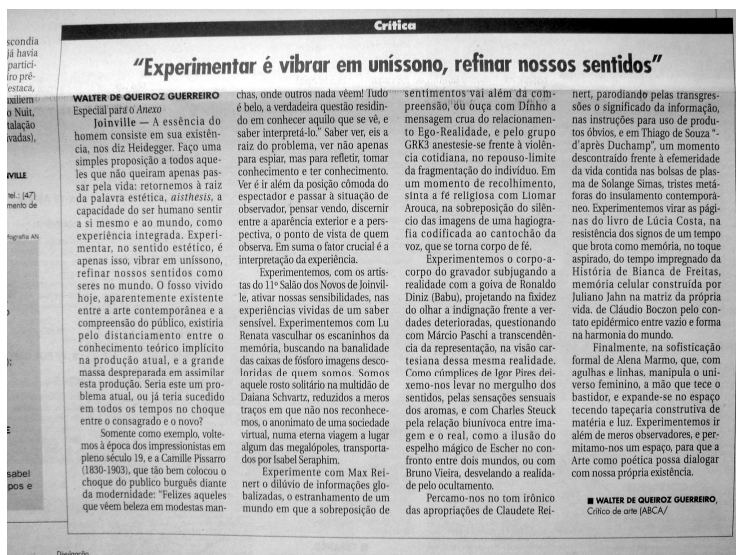 Crítica
"Experimentar é vibrar em uníssono, refinar nossos sentidos"
WALTER DE QUEIROZ GUERREIRO
Especial para o Anexo
Joinville — A essência do
homem consiste em sua existên-
cia, nos diz Heidegger. Faço uma
simples proposição a todos aque-
les que não queiram apenas pas-
sar pela vida: retornemos à raiz
da palavra estética, aisthesis, a
capacidade do ser humano sentir
a si mesmo e ao mundo, como
experiência integrada. Experi-
mentar, no sentido estético, é
apenas isso, vibrar em uníssono,
refinar nossos sentidos como
seres no mundo. O fosso vivido
hoje, aparentemente existente
entre a arte contemporânea e a
compreensão do público, existiria
pelo distanciamento entre o
conhecimento teórico implícito
na produção atual, e a grande
massa despreparada em assimilar
esta produção. Seria este um pro-
blema atual, ou já teria sucedido
em todos os tempos no choque
entre o consagrado e o novo?
Somente como exemplo, volte-
mos à época dos impressionistas em
pleno século 19, e a Camille Pissarro
(1830-1903), que tão bem colocou o
choque do publico burguês diante
da modernidade: "Felizes aqueles
que vêem beleza em modestas man-
chas, onde outros nada vêem! Tudo
é belo, a verdadeira questão residin-
do em conhecer aquilo que se vê, e
saber interpretá-lo." Saber ver, eis a
raiz do problema, ver não apenas
para espiar, mas para refletir, tomar
conhecimento e ter conhecimento.
Ver é ir além da posição cômoda do
espectador e passar à situação de
observador, pensar vendo, discernir
entre a aparência exterior e a pers-
pectiva, o ponto de vista de quem
observa. Em suma o fator crucial é a
interpretação da experiência.
Experimentemos, com os artis-
tas do 11º Salão dos Novos de Joinvil-
le, ativar nossas sensibilidades, nas
experiências vividas de um saber
sensível. Experimentemos com Lu
Renata vasculhar os escaninhos da
memória, buscando na banalidade
das caixas de fósforo imagens desco-
loridas de quem somos. Somos
aquele rosto solitário na multidão de
Daiana Schvartz, reduzidos a meros
traços em que não nos reconhece-
mos, o anonimato de uma sociedade
virtual, numa eterna viagem a lugar
algum das megalópoles, transporta-
dos por Isabel Seraphim.
Experimente com Max Rei-
nert o dilúvio de informações glo-
balizadas, o estranhamento de um
mundo em que a sobreposição de
sentimentos vai além da com-
preensão, ou ouça com Dinho a
mensagem crua do relacionamento
Ego-Realidade, e pelo grupo
GRK3 anestesie-se frente à violên-
cia cotidiana, no repouso-limite
da fragmentação do indivíduo. Em
um momento de recolhimento,
sinta a fé religiosa com Liomar
Arouca, na sobreposição do silên-
cio das imagens de uma hagiogra-
fia codificada ao cantochão da
voz, que se torna corpo de fé.
Experimentemos o corpo-a-
corpo do gravador subjugando a
realidade com a goiva de Ronaldo
Diniz (Babu), projetando na fixidez
do olhar a indignação frente a ver-
dades deterioradas, questionando
com Márcio Paschi a transcendên-
cia da representação, na visão car-
tesiana dessa mesma realidade.
Como cúmplices de Igor Pires dei-
xemo-nos levar no mergulho dos
sentidos, pelas sensações sensuais
dos aromas, e com Charles Steuck
pela relação biunívoca entre ima-
gem e o real, como a ilusão do
espelho mágico de Escher no con-
fronto entre dois mundos, ou com
Bruno Vieira, desvelando a realida-
de pelo ocultamento.
Percamo-nos no tom irônico
das apropriações de Claudete Rei-
nert, parodiando pelas transgres-
sões o significado da informação,
nas instruções para uso de produ-
tos óbvios, e em Thiago de Souza "-
d'après Duchamp", um momento
descontraído frente à efemeridade
da vida contida nas bolsas de plas-
ma de Solange Simas, tristes metá-
foras do insulamento contemporâ-
neo. Experimentemos virar as pági-
nas do livro de Lúcia Costa, na
resistência dos signos de um tempo
que brota como memória, no toque
aspirado, do tempo impregnado da
História de Bianca de Freitas, me-
mória celular construída por
Juliano Jahn na matriz da própria
vida. de Cláudio Boczon pelo con-
tato epidérmico entre vazio e forma
na harmonia do mundo.
Finalmente, na sofisticação
formal de Alena Marmo, que, com
agulhas e linhas, manipula o uni-
verso feminino, a mão que tece o
bastidor, e expande-se no espaço
tecendo tapeçaria construtiva de
matéria e luz. Experimentemos ir
além de meros observadores, e per-
mitamo-nos um espaço, para que a
Arte como poética possa dialogar
com nossa própria existência.
■ WALTER DE QUEIROZ GUERREIRO,
Crítico de arte (ABCA/
scondia
já havia
partici-
iro prê-
estaca,
uxiliem
o Nuit,
stalação
ivadas),
NVILLE
tel.: (47)
mento de
ografia AN
E
Isabel
pos e